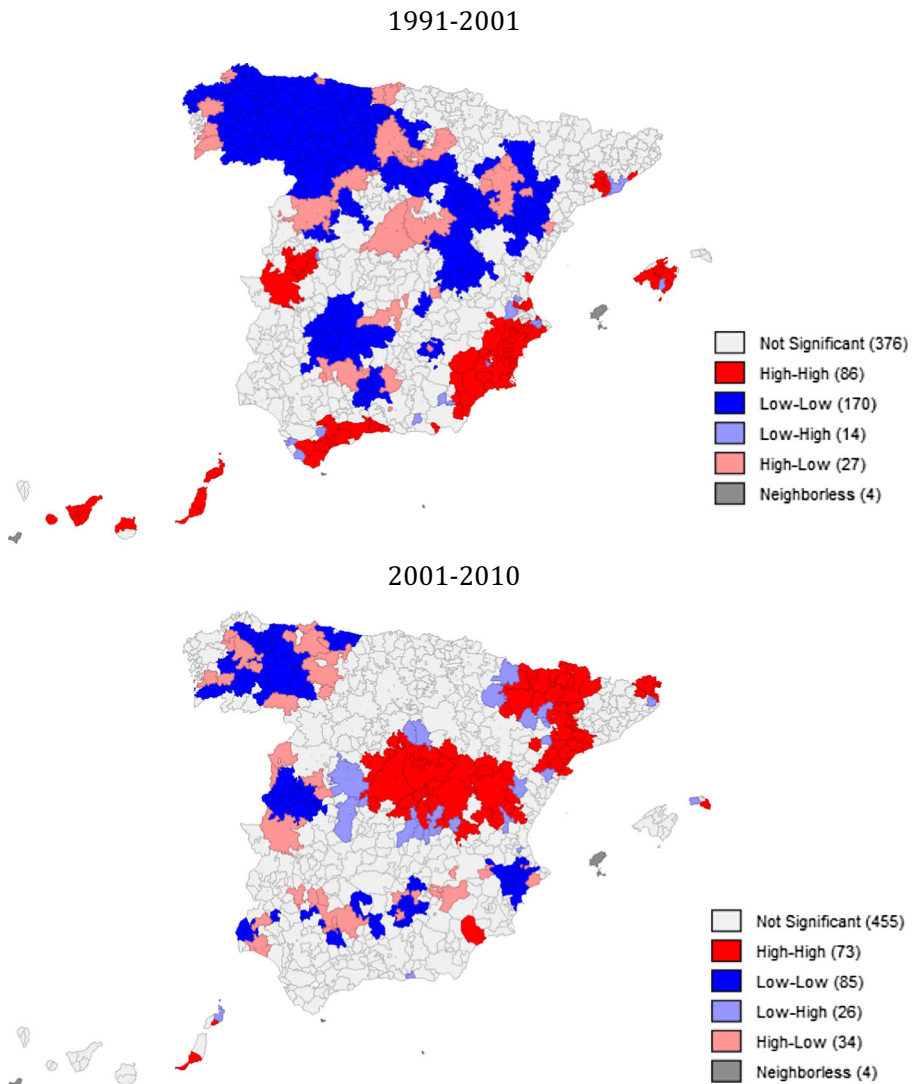 1991-2001
Not Significant (376)
High-High (86)
Low-Low (170)
Low-High (14)
High-Low (27)
Neighborless (4)
2001-2010
Not Significant (455)
High-High (73)
Low-Low (85)
Low-High (26)
High-Low (34)
Neighborless (4)